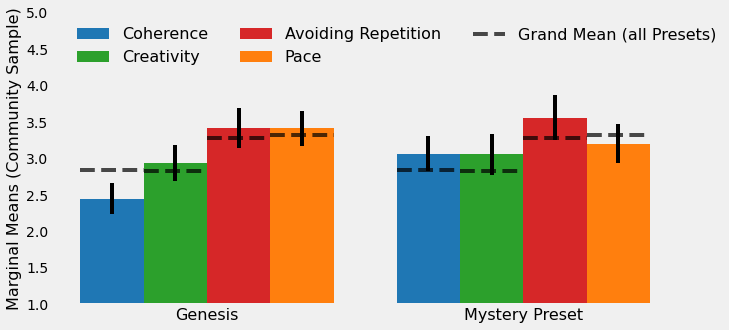 Marginal Means (Community Sample)
5.0
4.5
4.0
3.5
3.0
2.5
2.0
1.5
1.0
Coherence Avoiding Repetition Grand Mean (all Presets)
Creativity Pace
Genesis Mystery Preset